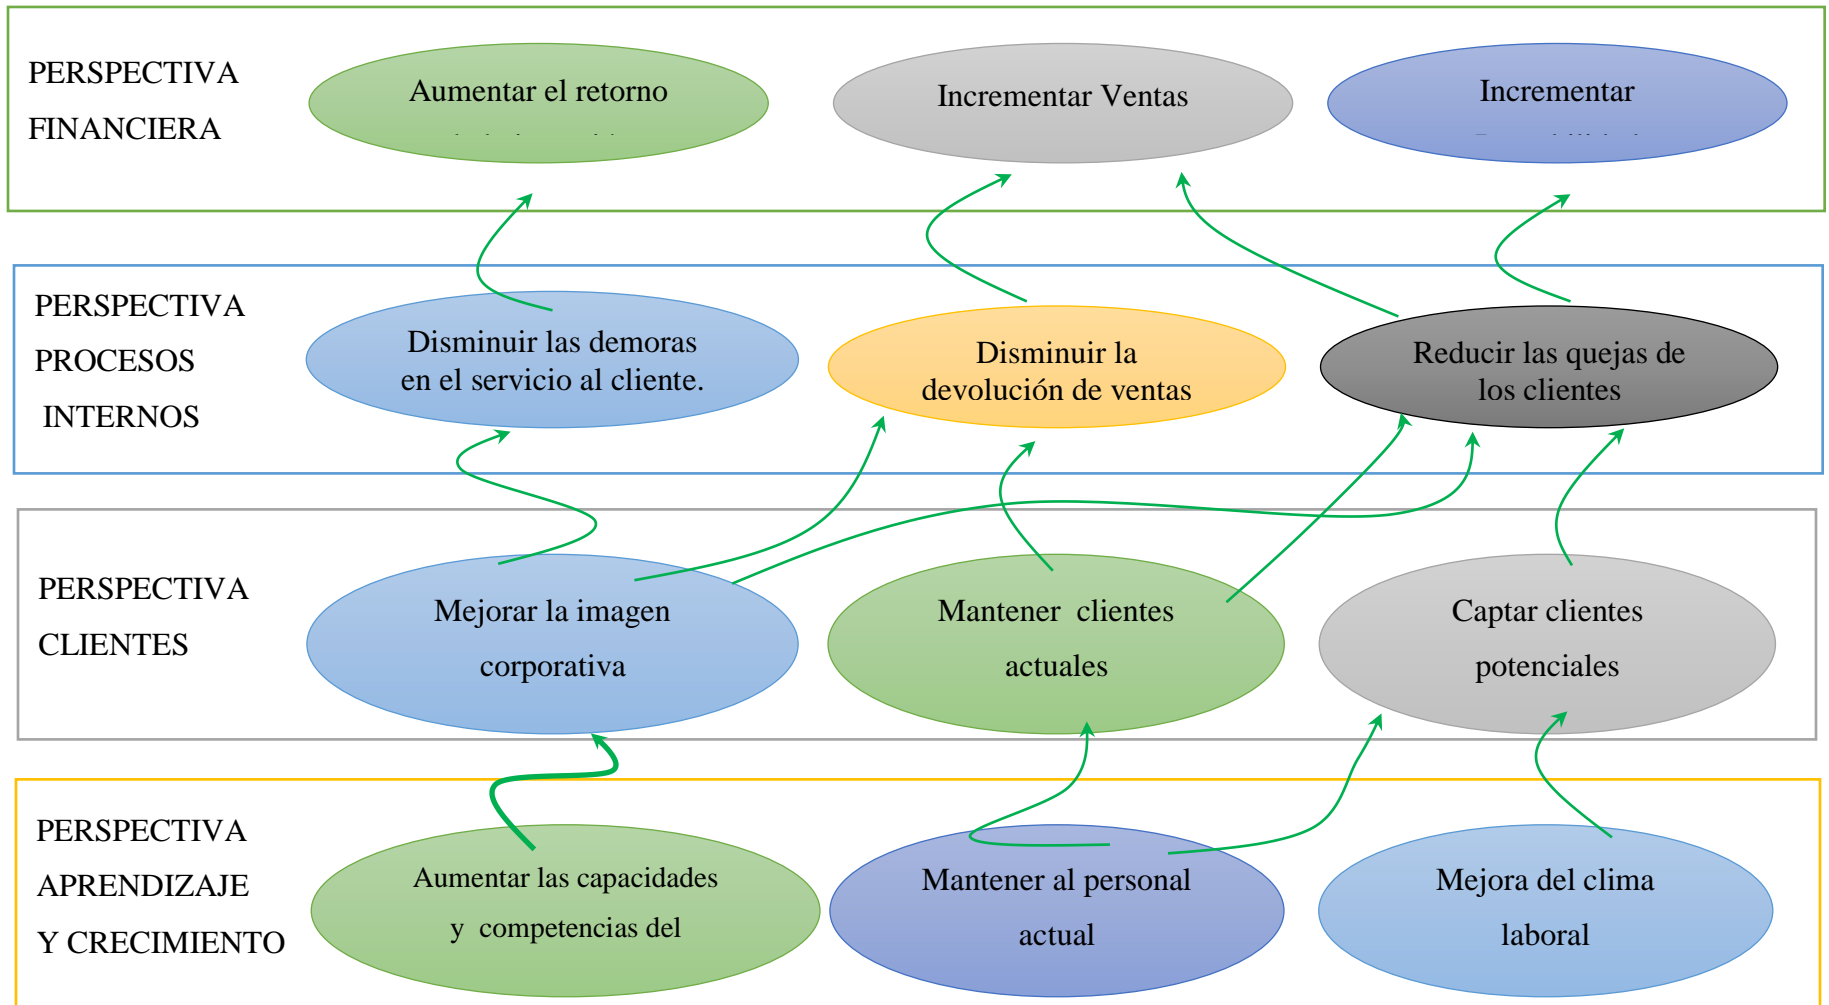 PERSPECTIVA
FINANCIERA
Aumentar el retorno
Incrementar Ventas
Incrementar
PERSPECTIVA
PROCESOS
INTERNOS
Disminuir las demoras
en el servicio al cliente.
Disminuir la
devolución de ventas
Reducir las quejas de
los clientes
PERSPECTIVA
CLIENTES
Mejorar la imagen
corporativa
Mantener clientes
actuales
Captar clientes
potenciales
PERSPECTIVA
APRENDIZAJE
Y CRECIMIENTO
Aumentar las capacidades
y competencias del
Mantener al personal
actual
Mejora del clima
laboral